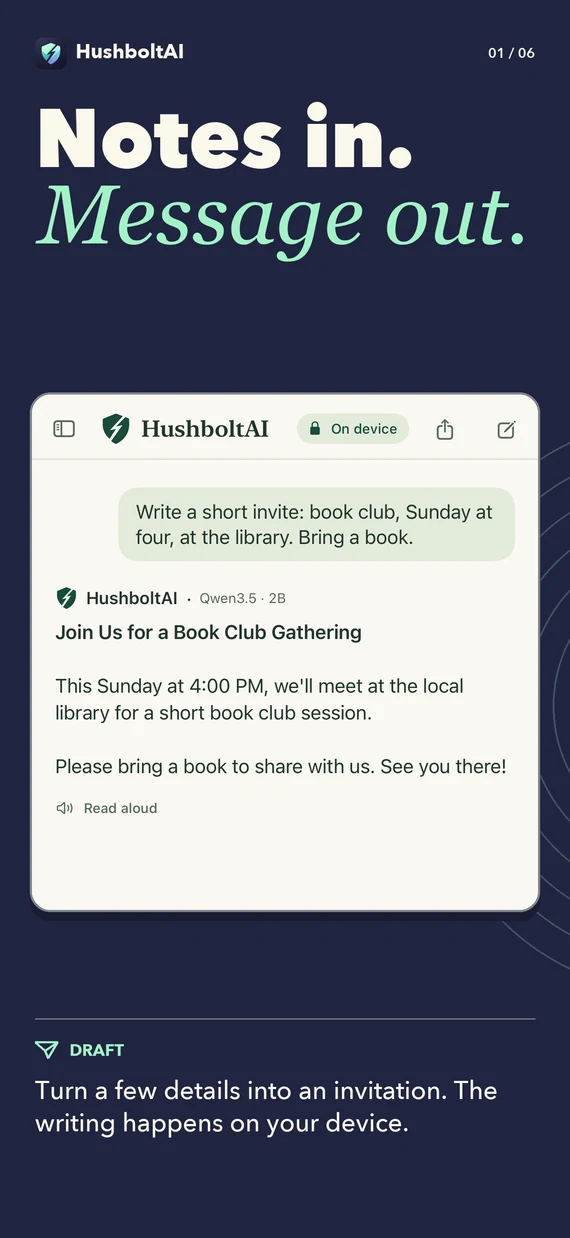 HushboltAI
01 / 06
Notes in.
Message out.
HushboltAI
On device
Write a short invite: book club, Sunday at
four, at the library. Bring a book.
HushboltAI · Qwen3.5 · 2B
Join Us for a Book Club Gathering
This Sunday at 4:00 PM, we'll meet at the local
library for a short book club session.
Please bring a book to share with us. See you there!
Read aloud
DRAFT
Turn a few details into an invitation. The
writing happens on your device.